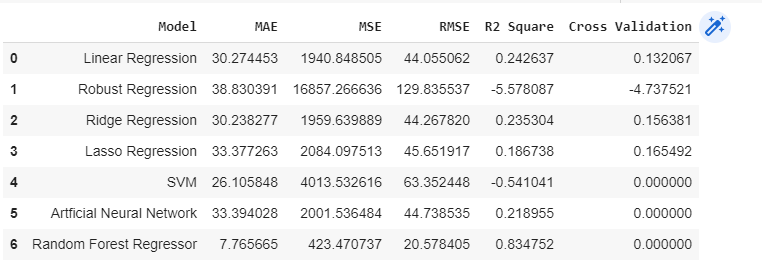 Model MAE MSE RMSE R2 Square Cross Validation
0 Linear Regression 30.274453 1940.848505 44.055062 0.242637 0.132067
1 Robust Regression 38.830391 16857.266636 129.835537 -5.578087 -4.737521
2 Ridge Regression 30.238277 1959.639889 44.267820 0.235304 0.156381
3 Lasso Regression 33.377263 2084.097513 45.651917 0.186738 0.165492
4 SVM 26.105848 4013.532616 63.352448 -0.541041 0.000000
5 Artficial Neural Network 33.394028 2001.536484 44.738535 0.218955 0.000000
6 Random Forest Regressor 7.765665 423.470737 20.578405 0.834752 0.000000